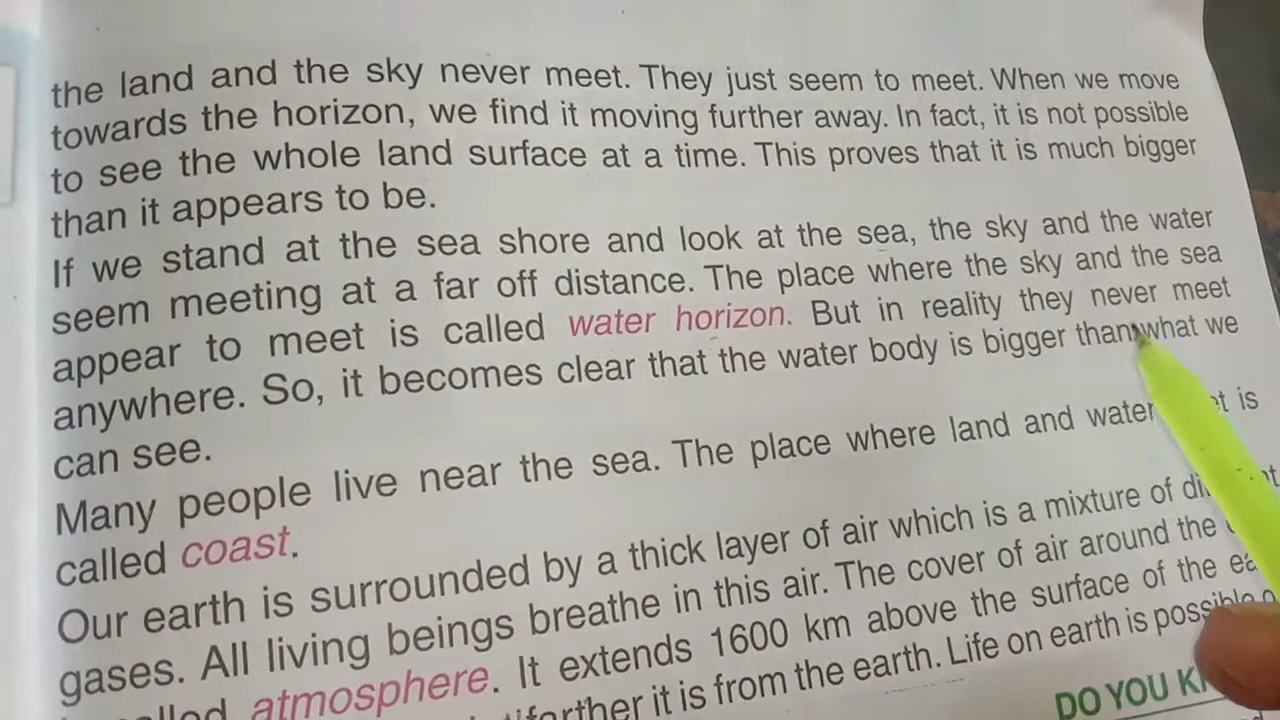 the land and the sky never meet. They just seem to meet. When we move
towards the horizon, we find it moving further away. In fact, it is not possible
to see the whole land surface at a time. This proves that it is much bigger
than it appears to be.
If we stand at the sea shore and look at the sea, the sky and the water
seem meeting at a far off distance. The place where the sky and the sea
appear to meet is called water horizon. But in reality they never meet
anywhere. So, it becomes clear that the water body is bigger than what we
can see.
Many people live near the sea. The place where land and water is
called coast.
Our earth is surrounded by a thick layer of air which is a mixture of
gases. All living beings breathe in this air. The cover of air around the
atmosphere. It extends 1600 km above the surface of the
farther it is from the earth. Life on earth is possible
DO YOU